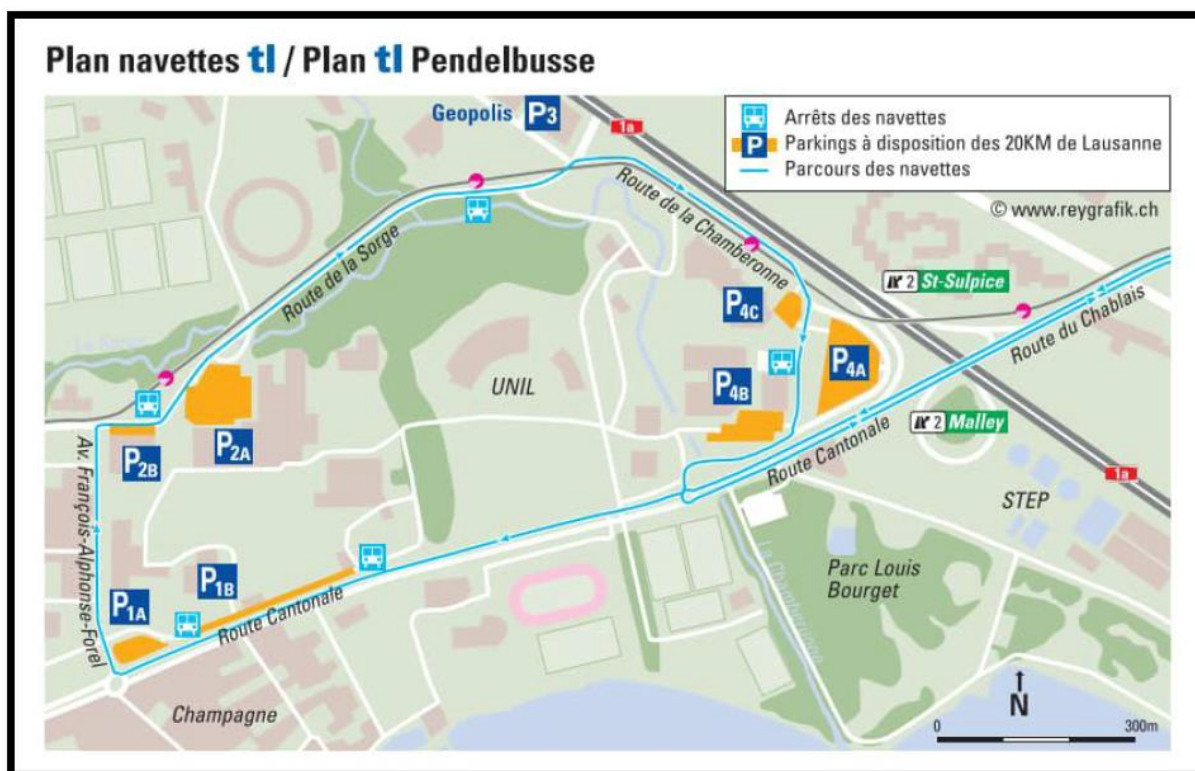 Plan navettes tl / Plan tl Pendelbusse
Geopolis P3
1a
Arrêts des navettes
P Parkings à disposition des 20KM de Lausanne
Parcours des navettes
© www.reygrafik.ch
Route de la Sorge
Route de la Chamberonne
2 St-Sulpice
Route du Chablais
La Sorge
P4C
P4A
P4B
UNIL
2 Malley
P2B
P2A
Route Cantonale
1a
STEP
Av. François-Alphonse-Forel
P1B
P1A
Route Cantonale
La Chamberonne
Parc Louis
Bourget
Champagne
N
0 300m